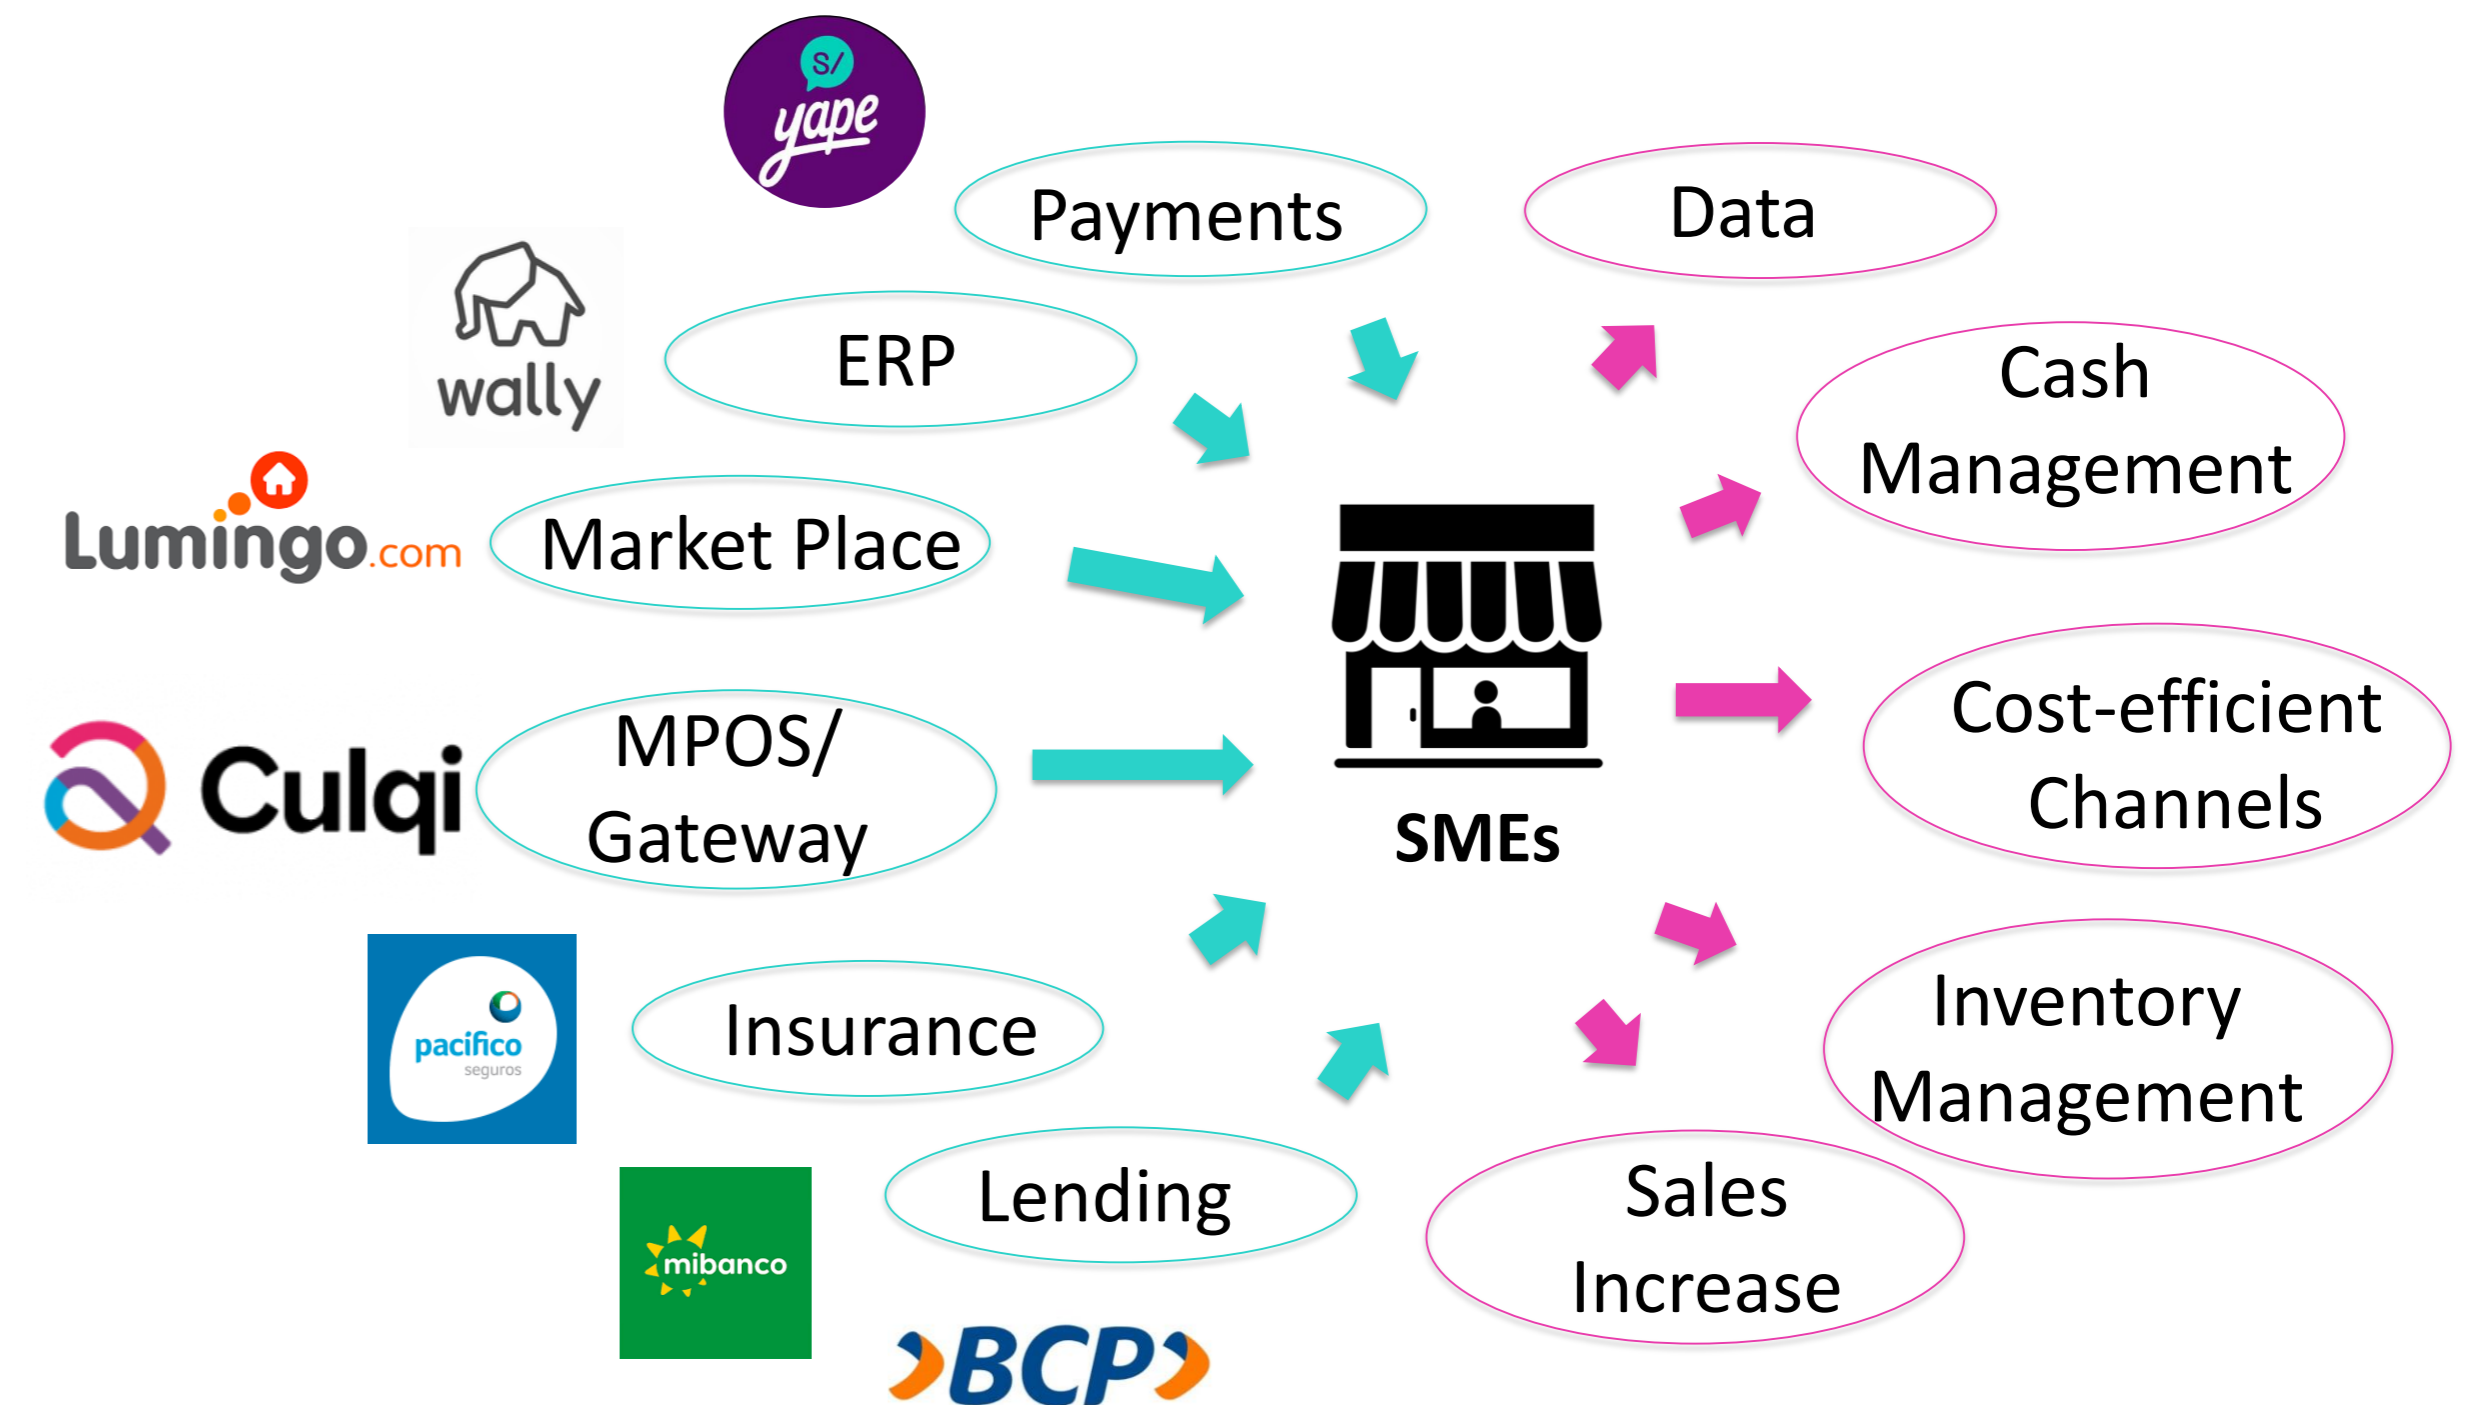 S/
yape
Payments
Data
wally
ERP
Cash
Management
Lumingo.com
Market Place
Culqi
MPOS/
Gateway
SMEs
Cost-efficient
Channels
pacifico
seguros
Insurance
Inventory
Management
mibanco
Lending
BCP
Sales
Increase